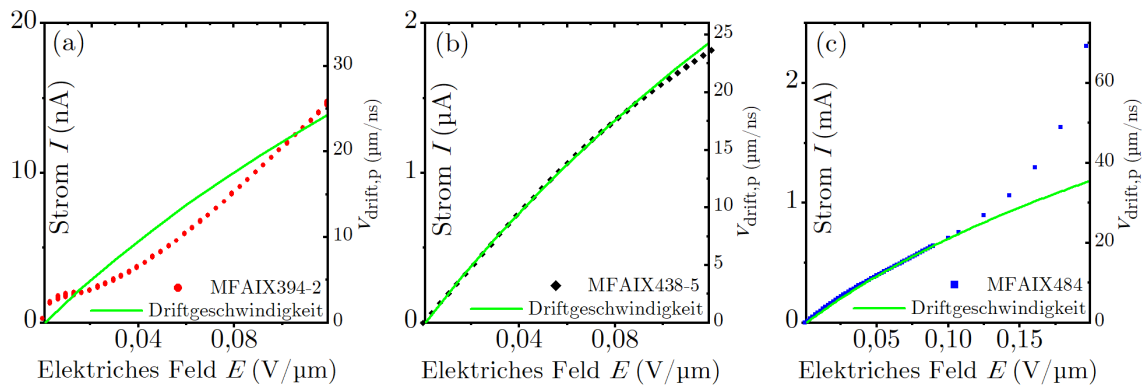 (a)
20
10
0
Strom I (nA)
30
20
10
0
vdrift,p (µm/ns)
MFAIX394-2
Driftgeschwindigkeit
0,04
0,08
Elektriches Feld E (V/µm)
(b)
2
1
0
Strom I (µA)
25
20
15
10
5
0
vdrift,p (µm/ns)
MFAIX438-5
Driftgeschwindigkeit
0,04
0,08
Elektriches Feld E (V/µm)
(c)
2
1
0
Strom I (mA)
60
40
20
0
vdrift,p (µm/ns)
MFAIX484
Driftgeschwindigkeit
0,05
0,10
0,15
Elektriches Feld E (V/µm)